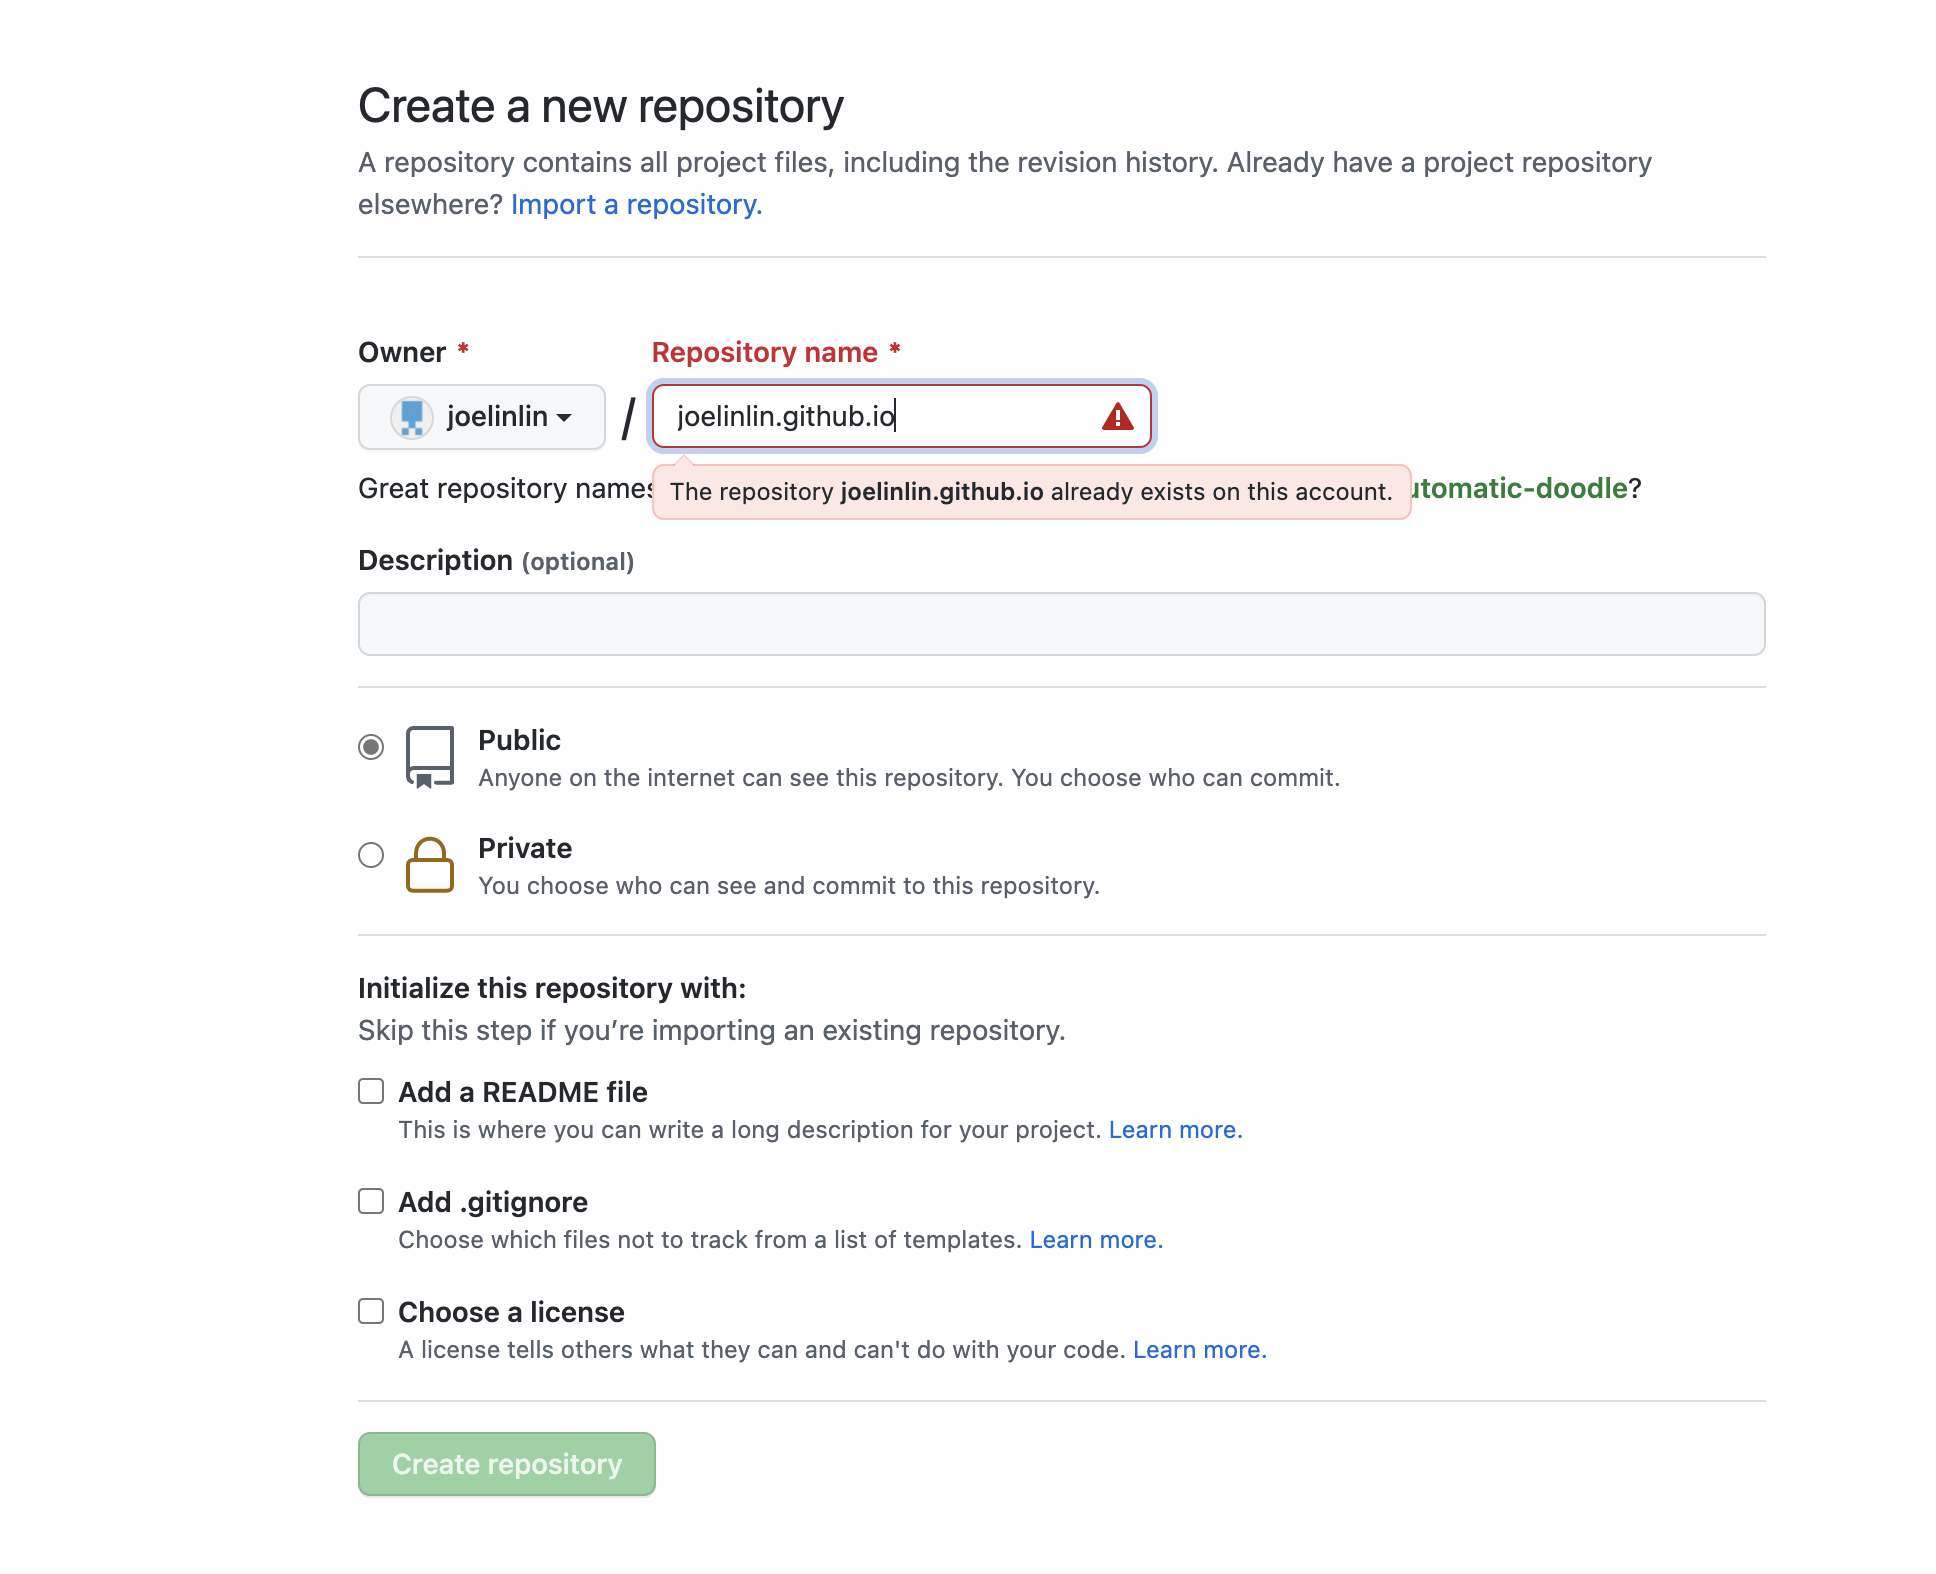 Create a new repository
A repository contains all project files, including the revision history. Already have a project repository
elsewhere? Import a repository.
Owner *
Repository name *
joelinlin
/
joelinlin.github.io
The repository joelinlin.github.io already exists on this account.
Great repository names
?
Description (optional)
Public
Anyone on the internet can see this repository. You choose who can commit.
Private
You choose who can see and commit to this repository.
Initialize this repository with:
Skip this step if you’re importing an existing repository.
Add a README file
This is where you can write a long description for your project. Learn more.
Add .gitignore
Choose which files not to track from a list of templates. Learn more.
Choose a license
A license tells others what they can and can't do with your code. Learn more.
Create repository